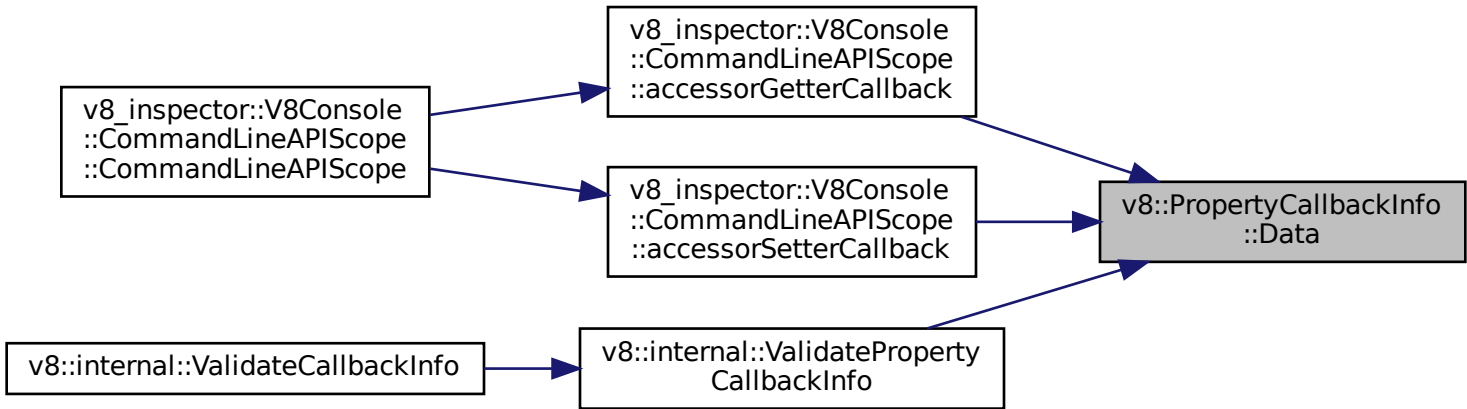 v8_inspector::V8Console
::CommandLineAPIScope
::accessorGetterCallback
v8_inspector::V8Console
::CommandLineAPIScope
::CommandLineAPIScope
v8_inspector::V8Console
::CommandLineAPIScope
::accessorSetterCallback
v8::PropertyCallbackInfo
::Data
v8::internal::ValidateCallbackInfo
v8::internal::ValidateProperty
CallbackInfo